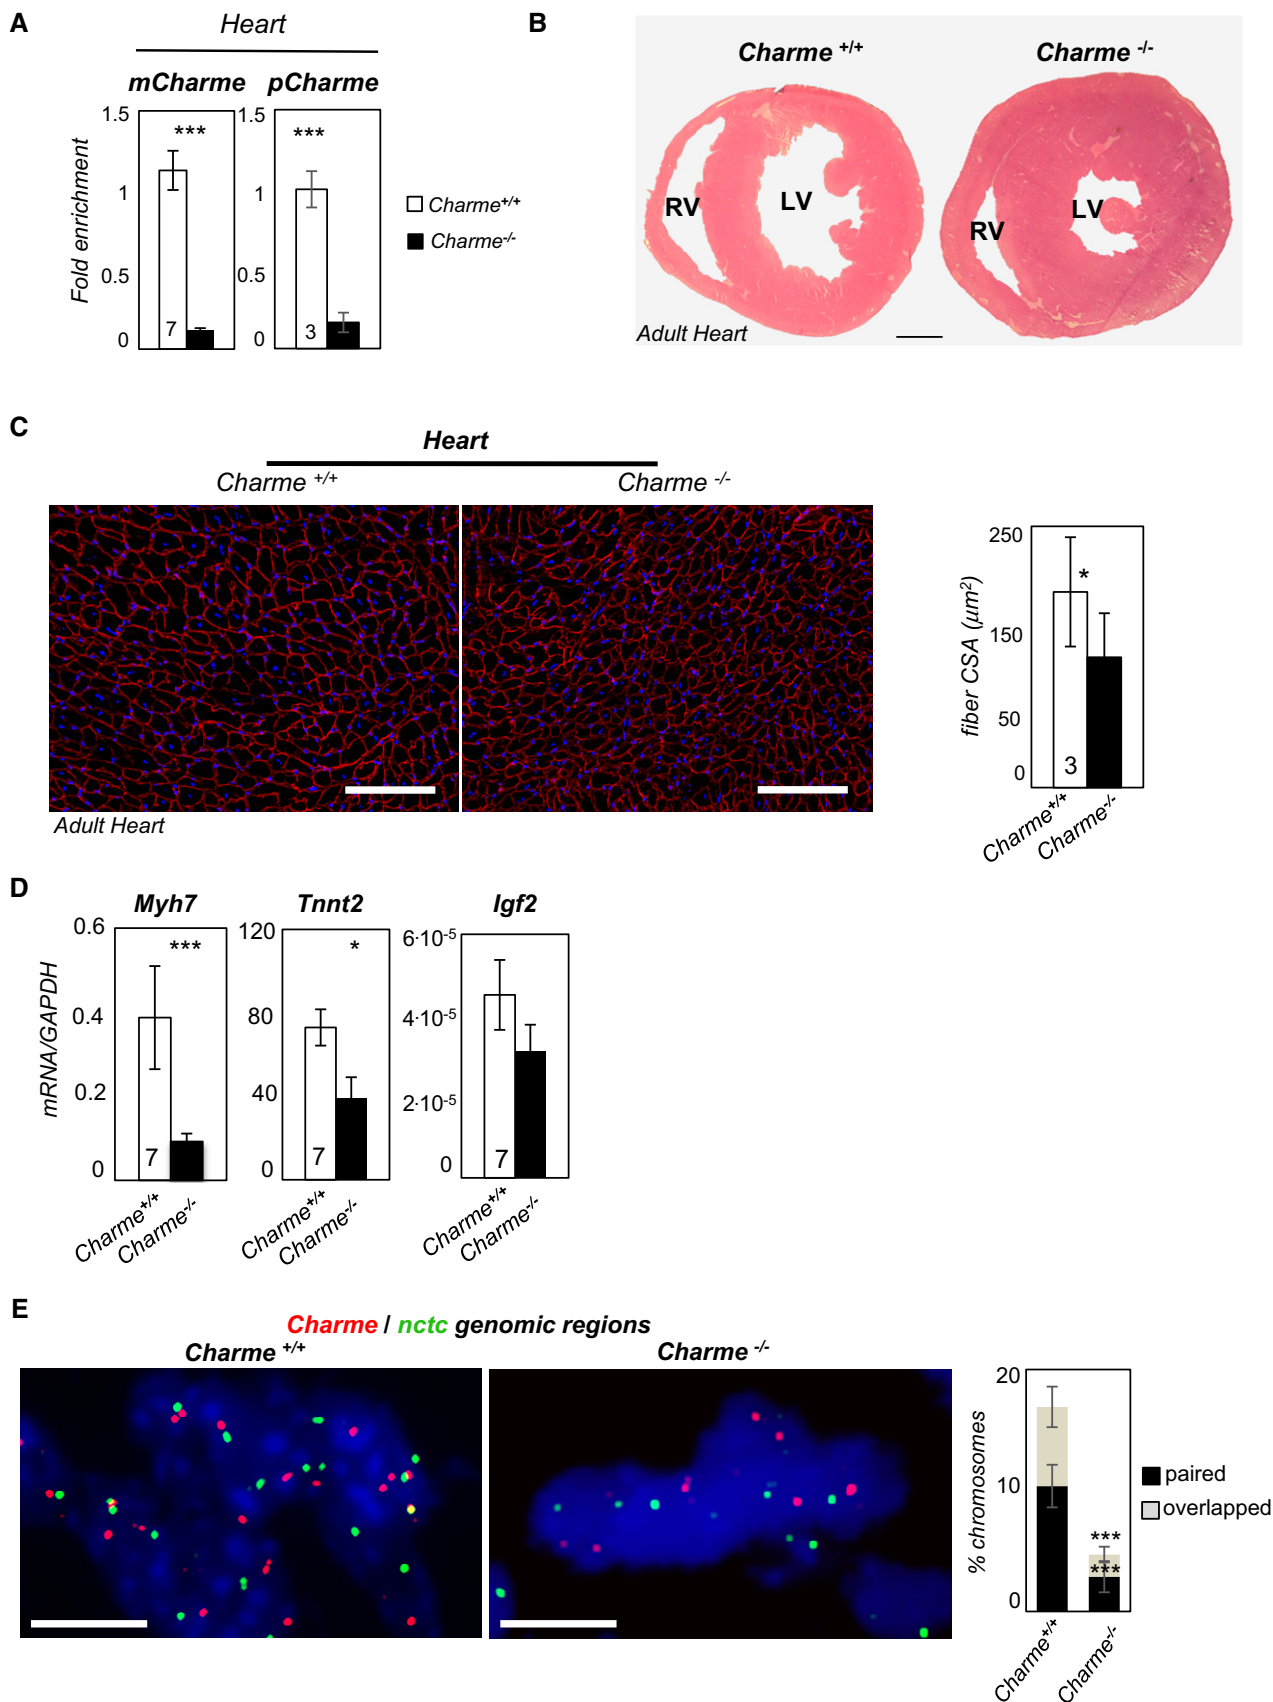 A
Heart
mCharme pCharme
1.5 1.5
*** ***
1 1
0.5 0.5
0 0
7 3
Fold enrichment
Charme+/+
Charme-/-
B
Charme +/+ Charme -/-
RV LV RV LV
Adult Heart
C
Heart
Charme +/+ Charme -/-
Adult Heart
fiber CSA (μm2)
250
150
50
0
*
3
Charme+/+
Charme-/-
D
Myh7 Tnnt2 Igf2
mRNA/GAPDH
0.6
0.4
0.2
0
***
7
Charme+/+
Charme-/-
120
80
40
0
*
7
Charme+/+
Charme-/-
6·10-5
4·10-5
2·10-5
0
7
Charme+/+
Charme-/-
E
Charme / nctc genomic regions
Charme +/+ Charme -/-
% chromosomes
20
10
0
***
***
paired
overlapped
Charme+/+
Charme-/-